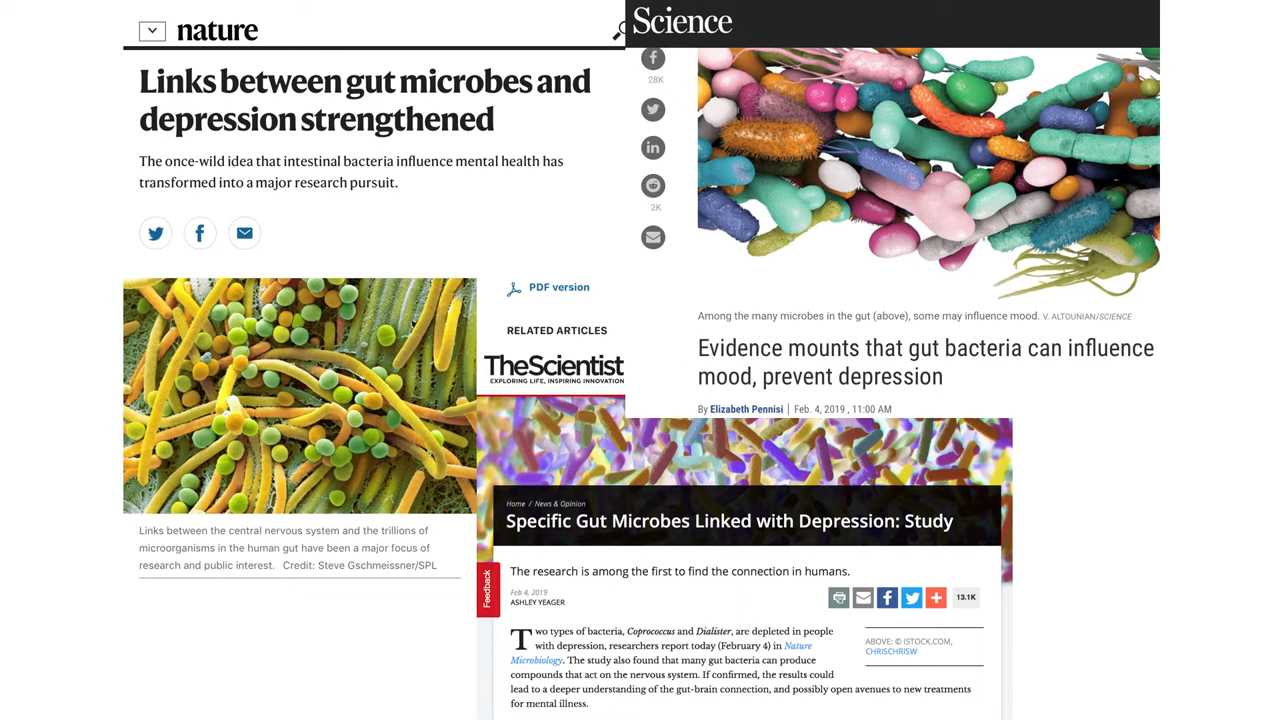 nature
Links between gut microbes and
depression strengthened
The once-wild idea that intestinal bacteria influence mental health has
transformed into a major research pursuit.
PDF version
RELATED ARTICLES
Links between the central nervous system and the trillions of
microorganisms in the human gut have been a major focus of
research and public interest. Credit: Steve Gschmeissner/SPL
Science
28K
in
2K
Among the many microbes in the gut (above), some may influence mood. V. ALTOUNIAN/SCIENCE
Evidence mounts that gut bacteria can influence
mood, prevent depression
By Elizabeth Pennisi | Feb. 4, 2019 , 11:00 AM
TheScientist
EXPLORING LIFE, INSPIRING INNOVATION
Home / News & Opinion
Specific Gut Microbes Linked with Depression: Study
Feedback
The research is among the first to find the connection in humans.
Feb 4, 2019
ASHLEY YEAGER
13.1K
Two types of bacteria, Coprococcus and Dialister, are depleted in people
with depression, researchers report today (February 4) in Nature
Microbiology. The study also found that many gut bacteria can produce
compounds that act on the nervous system. If confirmed, the results could
lead to a deeper understanding of the gut-brain connection, and possibly open avenues to new treatments
for mental illness.
ABOVE: © ISTOCK.COM,
CHRISCHRISW